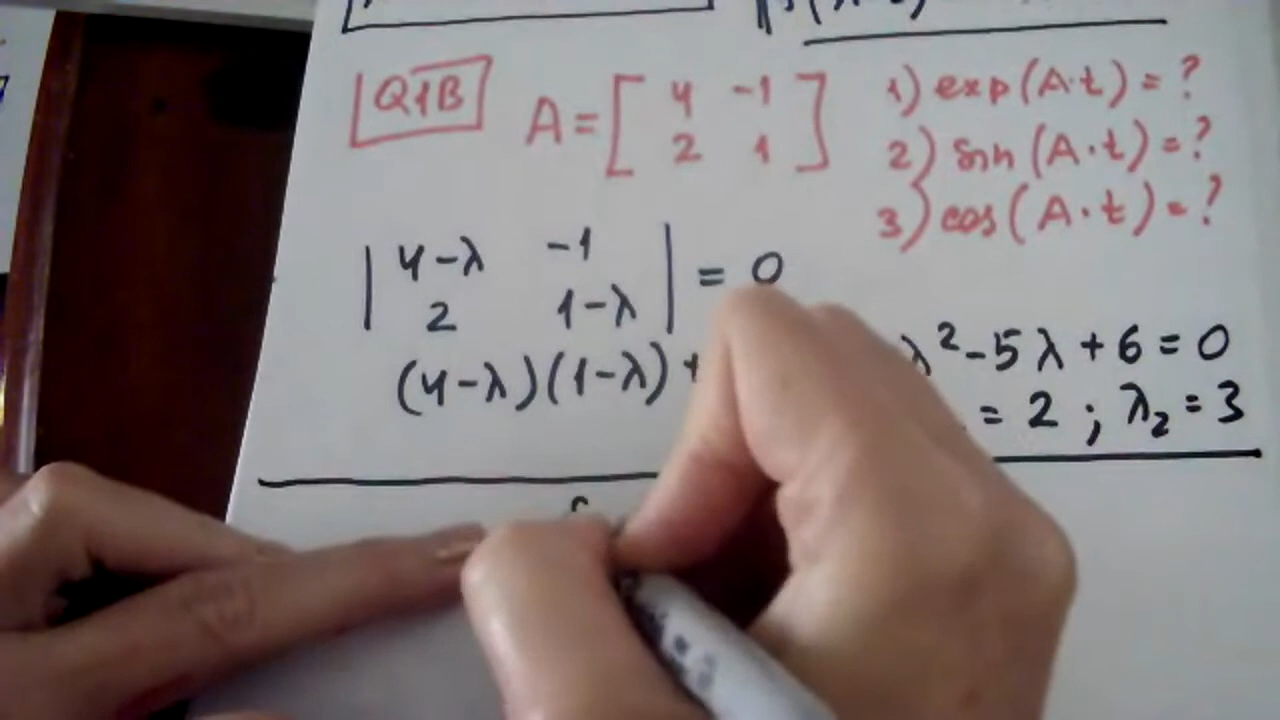 Q1B A = [ 4 -1 1) exp(A·t) = ?
2 1 ] 2) sin(A·t) = ?
3) cos(A·t) = ?
| 4-λ -1 | = 0
| 2 1-λ |
(4-λ)(1-λ)+ λ²-5λ+6=0
= 2 ; λ₂ = 3